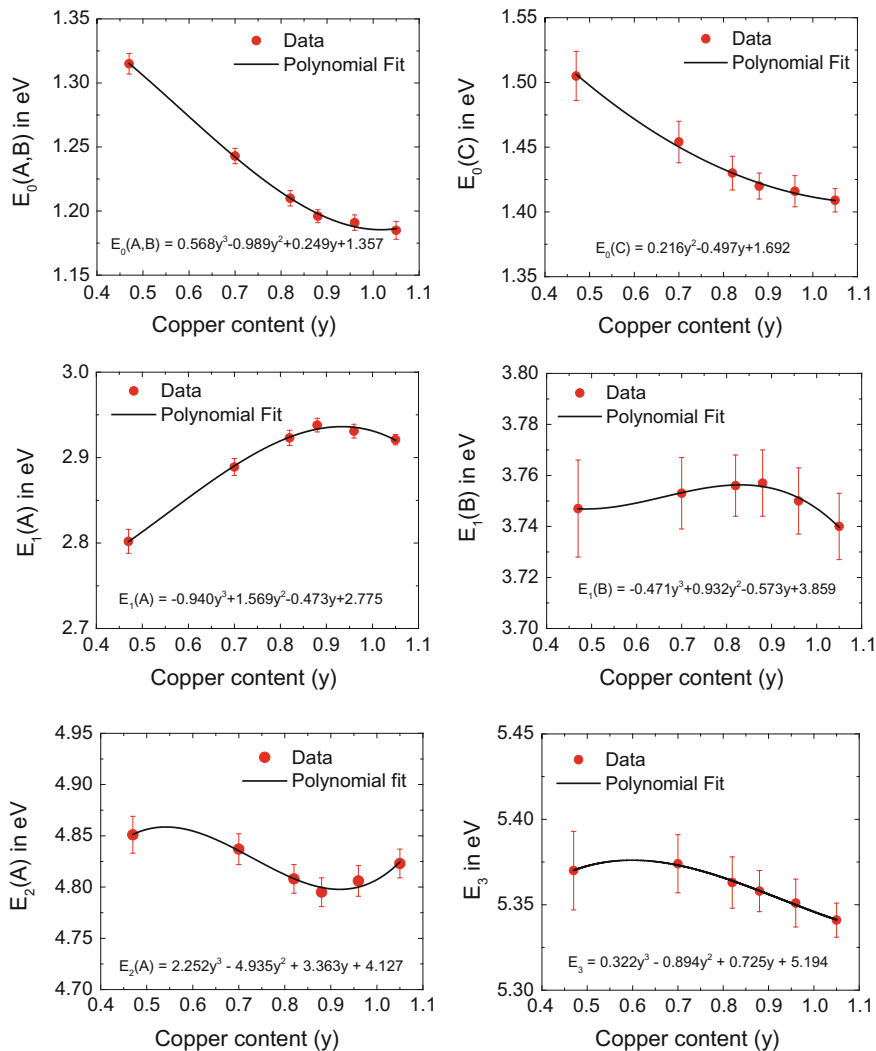 1.35
1.30
1.25
1.20
1.15
E₀(A,B) in eV
Data
Polynomial Fit
E₀(A,B) = 0.568y³-0.989y²+0.249y+1.357
0.4 0.5 0.6 0.7 0.8 0.9 1.0 1.1
Copper content (y)
1.55
1.50
1.45
1.40
1.35
E₀(C) in eV
Data
Polynomial Fit
E₀(C) = 0.216y²-0.497y+1.692
0.4 0.5 0.6 0.7 0.8 0.9 1.0 1.1
Copper content (y)
3.0
2.9
2.8
2.7
E₁(A) in eV
Data
Polynomial Fit
E₁(A) = -0.940y³+1.569y²-0.473y+2.775
0.4 0.5 0.6 0.7 0.8 0.9 1.0 1.1
Copper content (y)
3.80
3.78
3.76
3.74
3.72
3.70
E₁(B) in eV
Data
Polynomial Fit
E₁(B) = -0.471y³+0.932y²-0.573y+3.859
0.4 0.5 0.6 0.7 0.8 0.9 1.0 1.1
Copper content (y)
4.95
4.90
4.85
4.80
4.75
4.70
E₂(A) in eV
Data
Polynomial fit
E₂(A) = 2.252y³ - 4.935y² + 3.363y + 4.127
0.4 0.5 0.6 0.7 0.8 0.9 1.0 1.1
Copper content (y)
5.45
5.40
5.35
5.30
E₃ in eV
Data
Polynomial Fit
E₃ = 0.322y³ - 0.894y² + 0.725y + 5.194
0.4 0.5 0.6 0.7 0.8 0.9 1.0 1.1
Copper content (y)